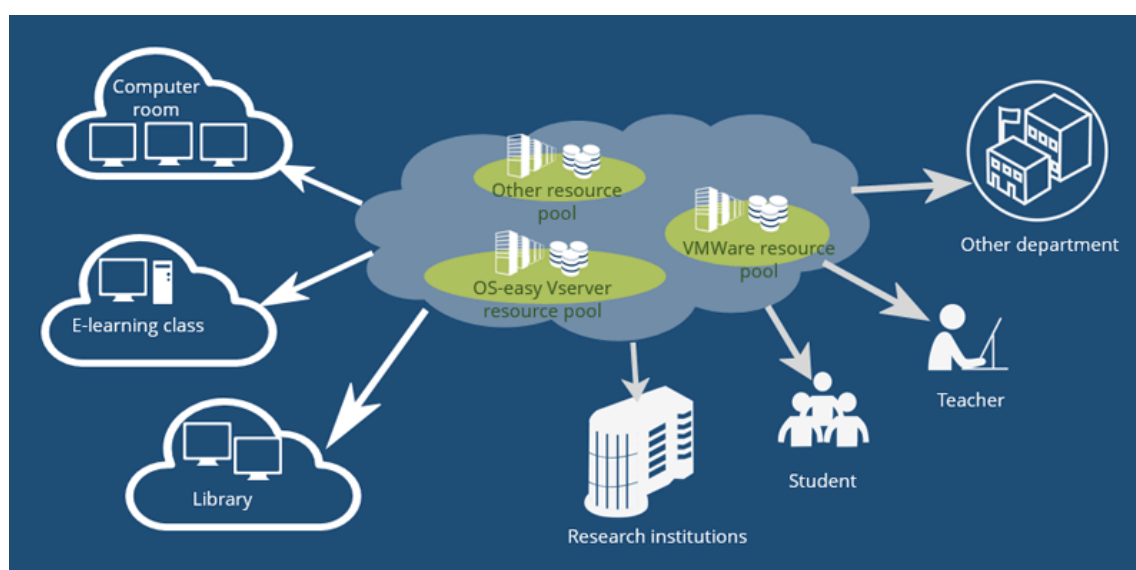 Computer
room
E-learning class
Library
Other resource
pool
VMWare resource
pool
OS-easy Vserver
resource pool
Other department
Teacher
Student
Research institutions